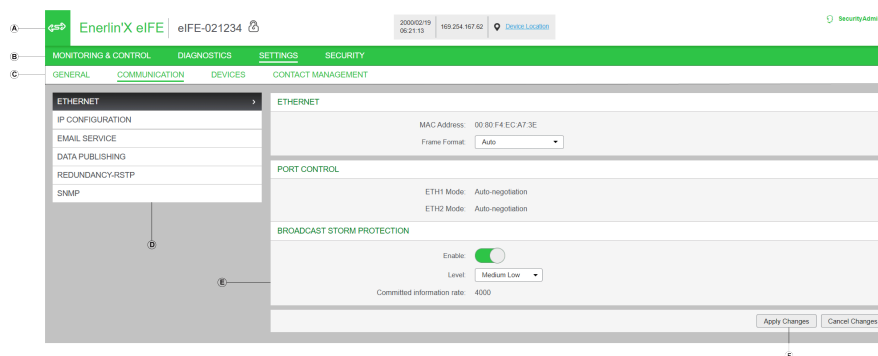 A
Enerlin'X eIFE
eIFE-021234
2000/02/19
06:21:13
169.254.167.62
Device Location
B
MONITORING & CONTROL DIAGNOSTICS SETTINGS SECURITY
C
GENERAL COMMUNICATION DEVICES CONTACT MANAGEMENT
ETHERNET ›
IP CONFIGURATION
EMAIL SERVICE
DATA PUBLISHING
REDUNDANCY-RSTP
SNMP
D
ETHERNET
MAC Address: 00:80:F4:EC:A7:3E
Frame Format: Auto
PORT CONTROL
ETH1 Mode: Auto-negotiation
ETH2 Mode: Auto-negotiation
BROADCAST STORM PROTECTION
Enable:
Level: Medium Low
E
Committed information rate: 4000
Apply Changes Cancel Changes